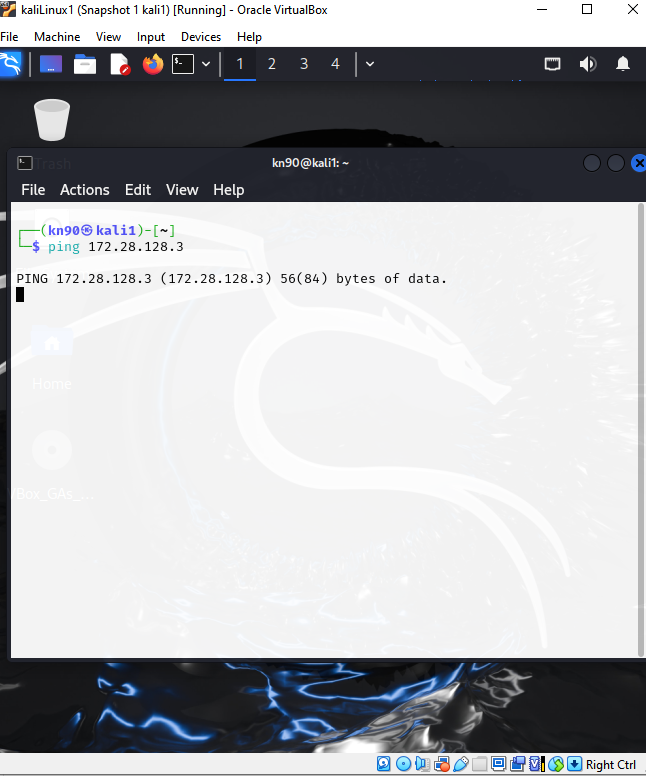 kaliLinux1 (Snapshot 1 kali1) [Running] - Oracle VirtualBox
File Machine View Input Devices Help
1 2 3 4
Trash
kn90@kali1: ~
File Actions Edit View Help
┌──(kn90㉿kali1)-[~]
└─$ ping 172.28.128.3
PING 172.28.128.3 (172.28.128.3) 56(84) bytes of data.
Home
VBox_GAs_...
Right Ctrl